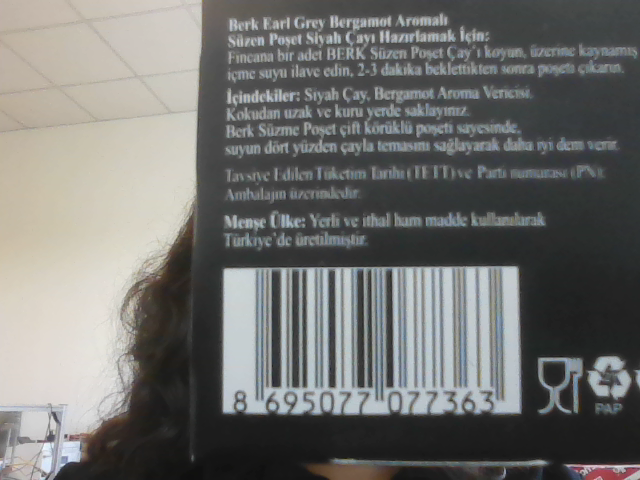 Berk Earl Grey Bergamot Aromalı
Süzen Poşet Siyah Çayı Hazırlamak İçin:
Fincana bir adet BERK Süzen Poşet Çay'ı koyun, üzerine kaynamış
içme suyu ilave edin, 2-3 dakika beklettikten sonra poşeti çıkarın.
İçindekiler: Siyah Çay, Bergamot Aroma Vericisi.
Kokudan uzak ve kuru yerde saklayınız.
Berk Süzme Poşet çift körüklü poşeti sayesinde,
suyun dört yüzden çayla temasını sağlayarak daha iyi dem verir.
Tavsiye Edilen Tüketim Tarihi (TETT) ve Parti numarası (PN):
Ambalajın üzerindedir.
Menşe Ülke: Yerli ve ithal ham madde kullanılarak
Türkiye'de üretilmiştir.
8 695077 077363
PAP